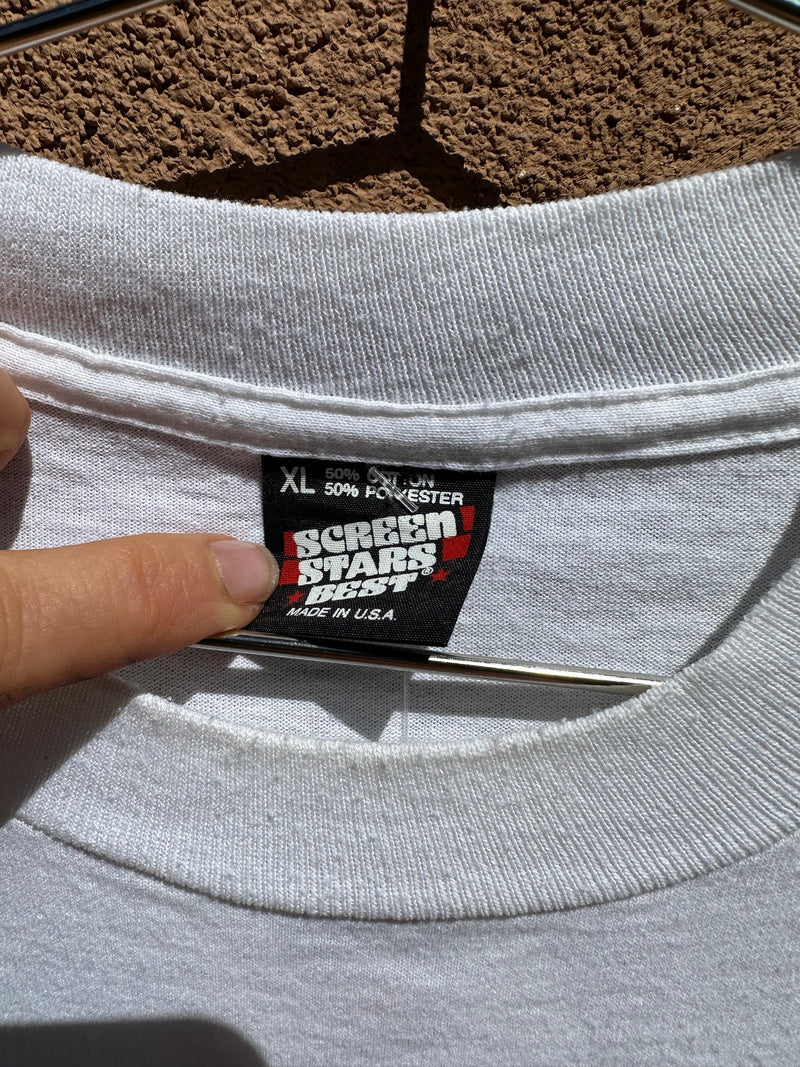 XL 50% COTTON
50% POLYESTER
SCREEN
STARS
BEST®
MADE IN U.S.A.